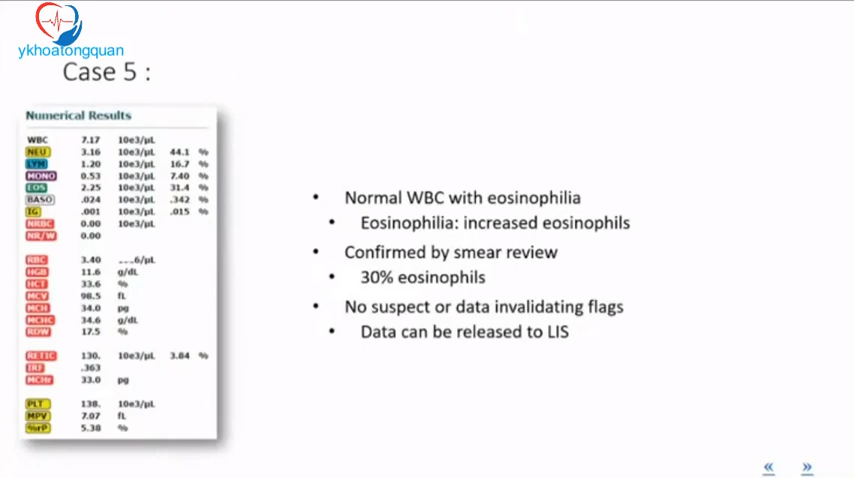 ykhoatongquan
Case 5 :
Numerical Results
WBC 7.17 10e3/µL
NEU 3.16 10e3/µL 44.1 %
LYM 1.20 10e3/µL 16.7 %
MONO 0.53 10e3/µL 7.40 %
EOS 2.25 10e3/µL 31.4 %
BASO .024 10e3/µL .342 %
IG .001 10e3/µL .015 %
NRBC 0.00 10e3/µL
NR/W 0.00
RBC 3.40
HGB 11.6 g/dL
HCT 33.6 %
MCV 98.5 fL
MCH 34.0 pg
MCHC 34.6 g/dL
RDW 17.5 %
RETIC 130. 10e3/µL 3.84 %
IRF .363
MCHr 33.0 pg
PLT 138. 10e3/µL
MPV 7.07 fL
%rP 5.38 %
• Normal WBC with eosinophilia
• Eosinophilia: increased eosinophils
• Confirmed by smear review
• 30% eosinophils
• No suspect or data invalidating flags
• Data can be released to LIS
« »